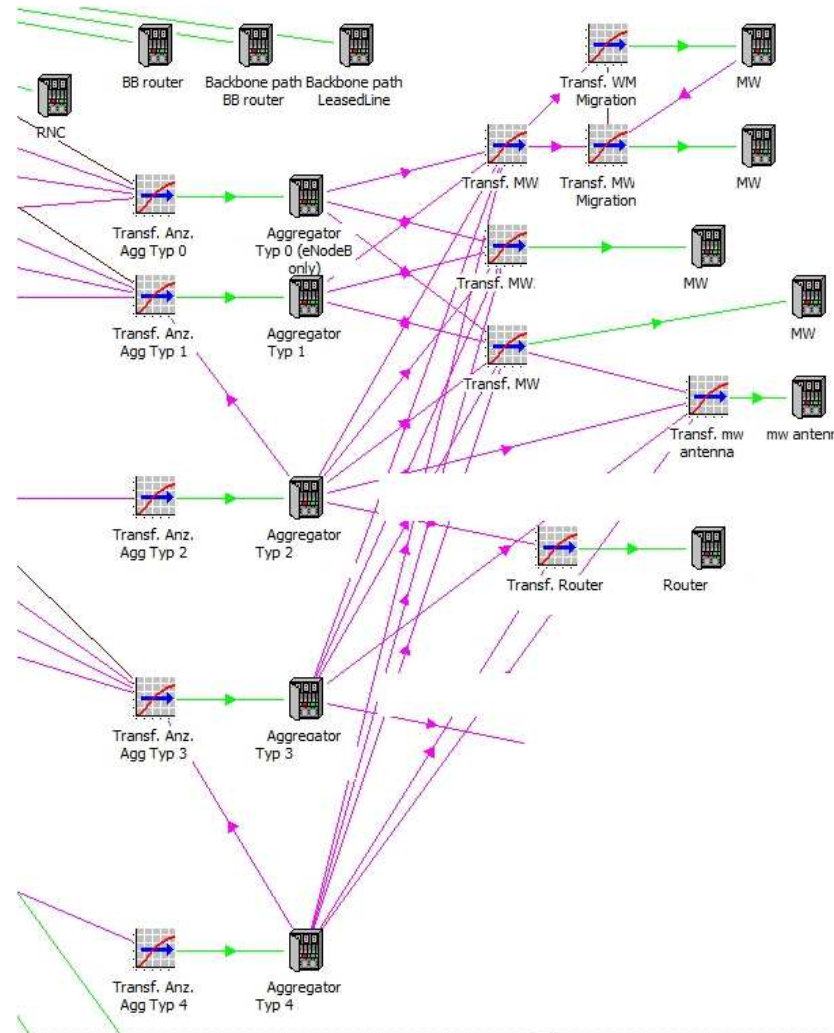 BB router
Backbone path
BB router
Backbone path
LeasedLine
Transf. WM
Migration
MW
RNC
Transf. MW
Transf. MW
Migration
MW
Transf. Anz.
Agg Typ 0
Aggregator
Typ 0 (eNodeB
only)
Transf. MW
MW
Transf. Anz.
Agg Typ 1
Aggregator
Typ 1
Transf. MW
MW
Transf. mw
antenna
mw antenn
Transf. Anz.
Agg Typ 2
Aggregator
Typ 2
Transf. Router
Router
Transf. Anz.
Agg Typ 3
Aggregator
Typ 3
Transf. Anz.
Agg Typ 4
Aggregator
Typ 4